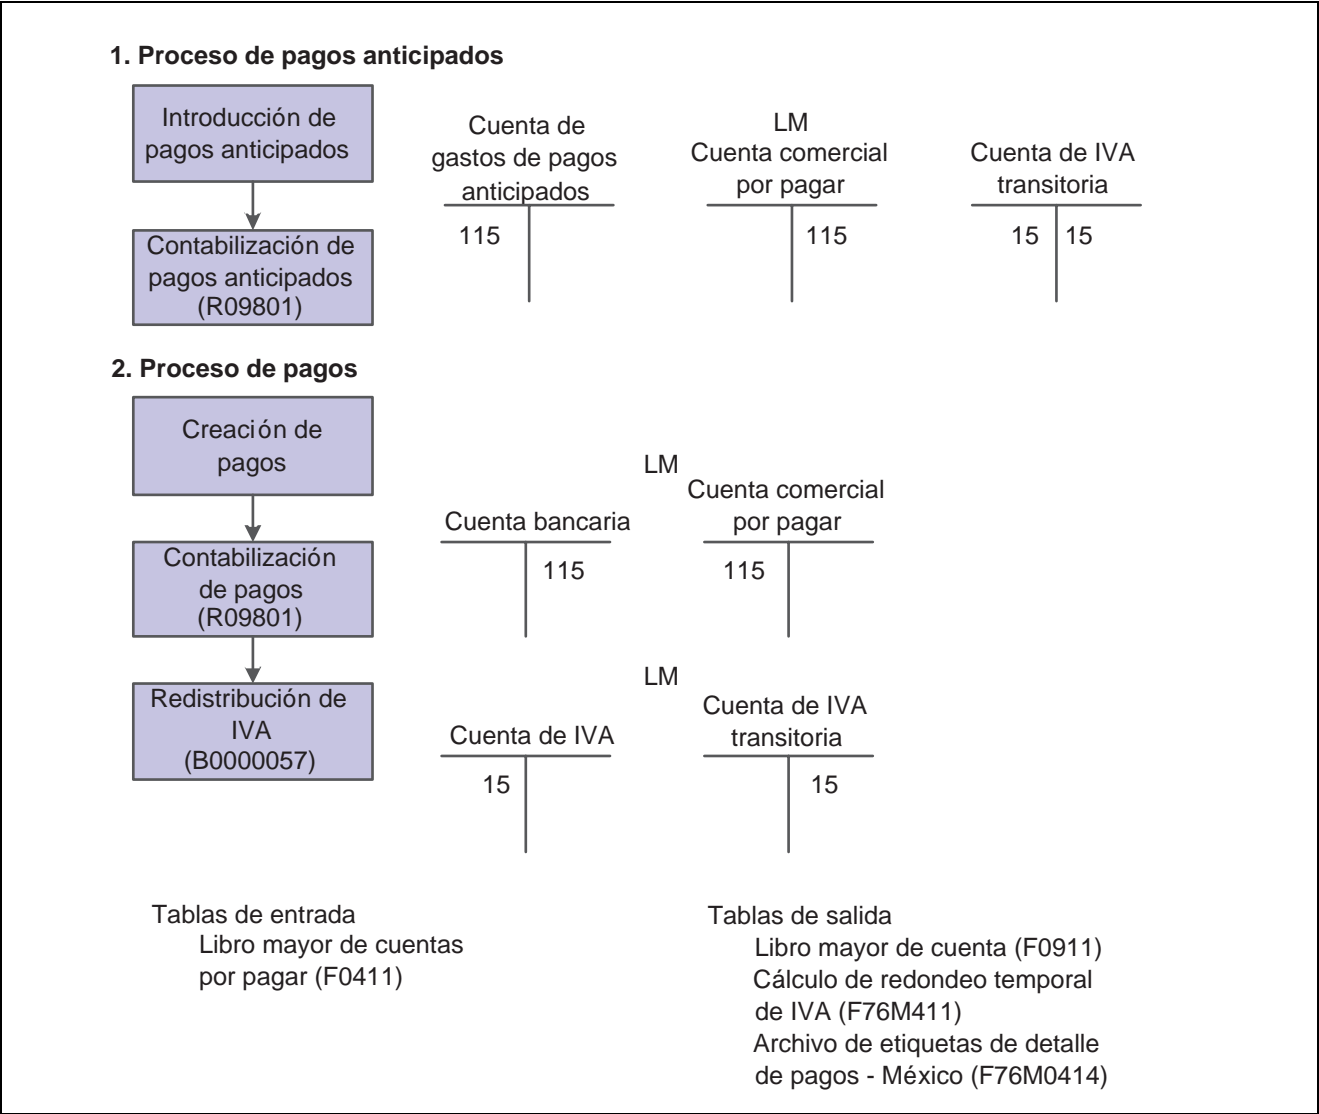 1. Proceso de pagos anticipados
Introducción de
pagos anticipados
Contabilización de
pagos anticipados
(R09801)
Cuenta de
gastos de pagos
anticipados
115
LM
Cuenta comercial
por pagar
115
Cuenta de IVA
transitoria
15 15
2. Proceso de pagos
Creación de
pagos
Contabilización
de pagos
(R09801)
Redistribución de
IVA
(B0000057)
LM
Cuenta bancaria
115
Cuenta comercial
por pagar
115
LM
Cuenta de IVA
15
Cuenta de IVA
transitoria
15
Tablas de entrada
Libro mayor de cuentas
por pagar (F0411)
Tablas de salida
Libro mayor de cuenta (F0911)
Cálculo de redondeo temporal
de IVA (F76M411)
Archivo de etiquetas de detalle
de pagos - México (F76M0414)